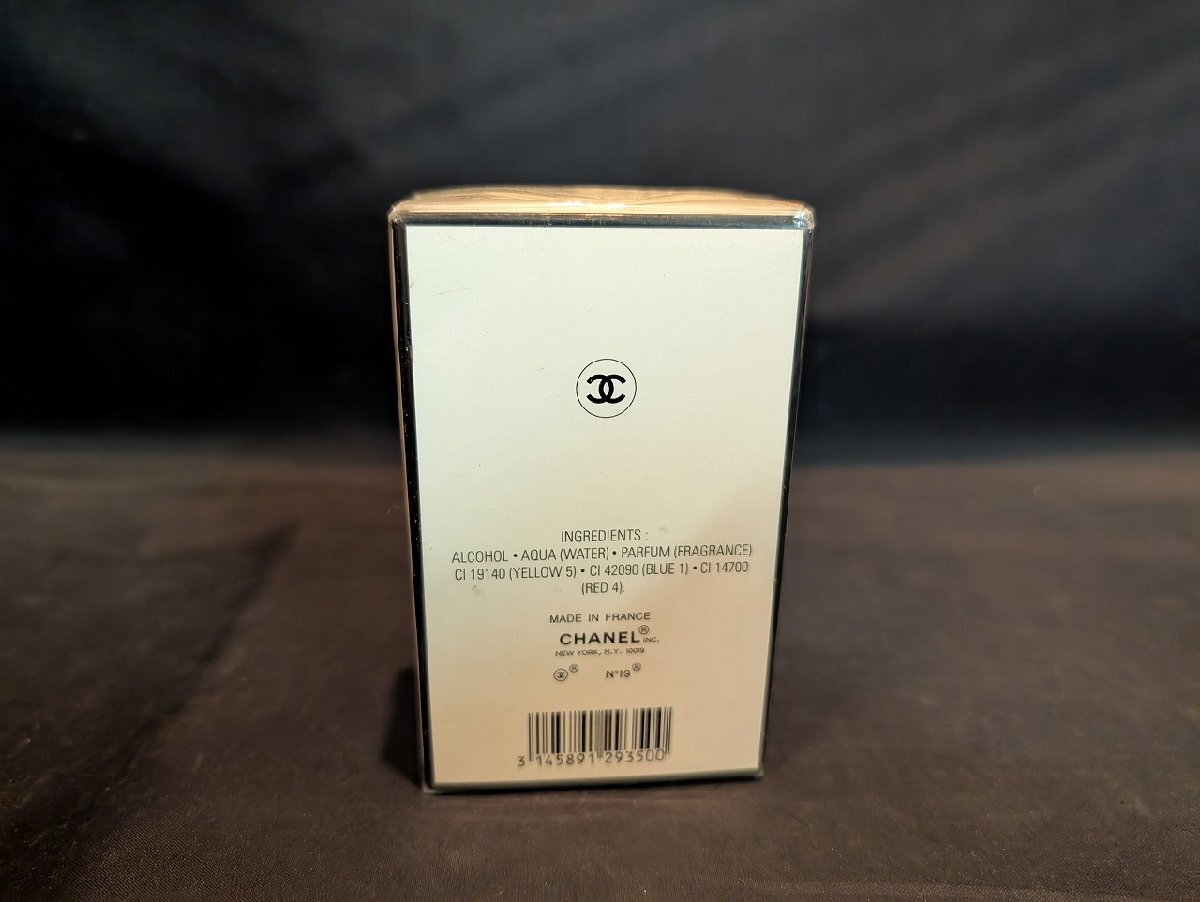 INGREDIENTS :
ALCOHOL • AQUA (WATER) • PARFUM (FRAGRANCE)
CI 19140 (YELLOW 5) • CI 42090 (BLUE 1) • CI 14700
(RED 4).
MADE IN FRANCE
CHANEL® INC.
NEW YORK, N.Y. 10019
® N°19®
3 145891 293500